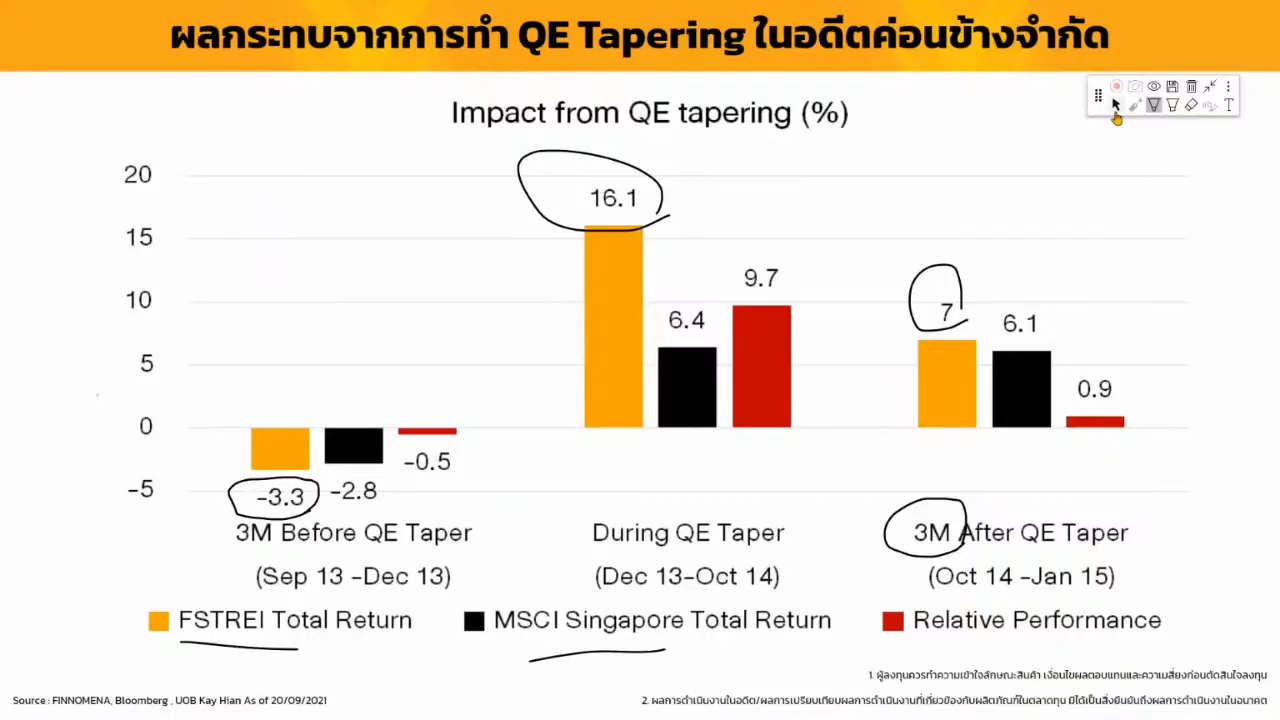 ผลกระทบจากการทำ QE Tapering ในอดีตค่อนข้างจำกัด
Impact from QE tapering (%)
20
15
10
5
0
-5
-3.3
-2.8
-0.5
16.1
6.4
9.7
7
6.1
0.9
3M Before QE Taper
(Sep 13 -Dec 13)
During QE Taper
(Dec 13-Oct 14)
3M After QE Taper
(Oct 14 -Jan 15)
FSTREI Total Return
MSCI Singapore Total Return
Relative Performance
1. ผู้ลงทุนควรทำความเข้าใจลักษณะสินค้า เงื่อนไขผลตอบแทนและความเสี่ยงก่อนตัดสินใจลงทุน
Source : FINNOMENA, Bloomberg , UOB Kay Hian As of 20/09/2021
2. ผลการดำเนินงานในอดีต/ผลการเปรียบเทียบผลการดำเนินงานที่เกี่ยวข้องกับผลิตภัณฑ์ในตลาดทุน มิได้เป็นสิ่งยืนยันถึงผลการดำเนินงานในอนาคต